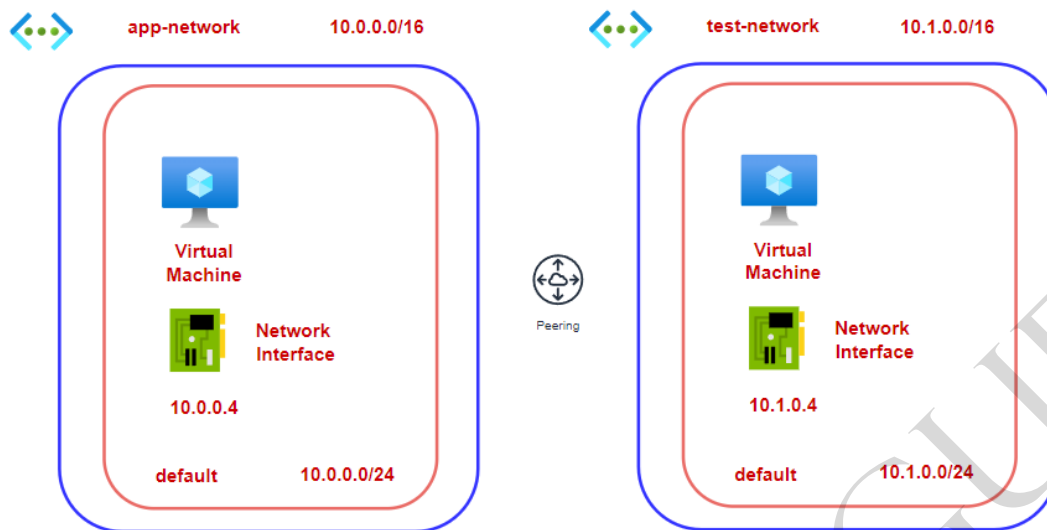 app-network 10.0.0.0/16
test-network 10.1.0.0/16
Virtual
Machine
Network
Interface
10.0.0.4
default 10.0.0.0/24
Peering
Virtual
Machine
Network
Interface
10.1.0.4
default 10.1.0.0/24